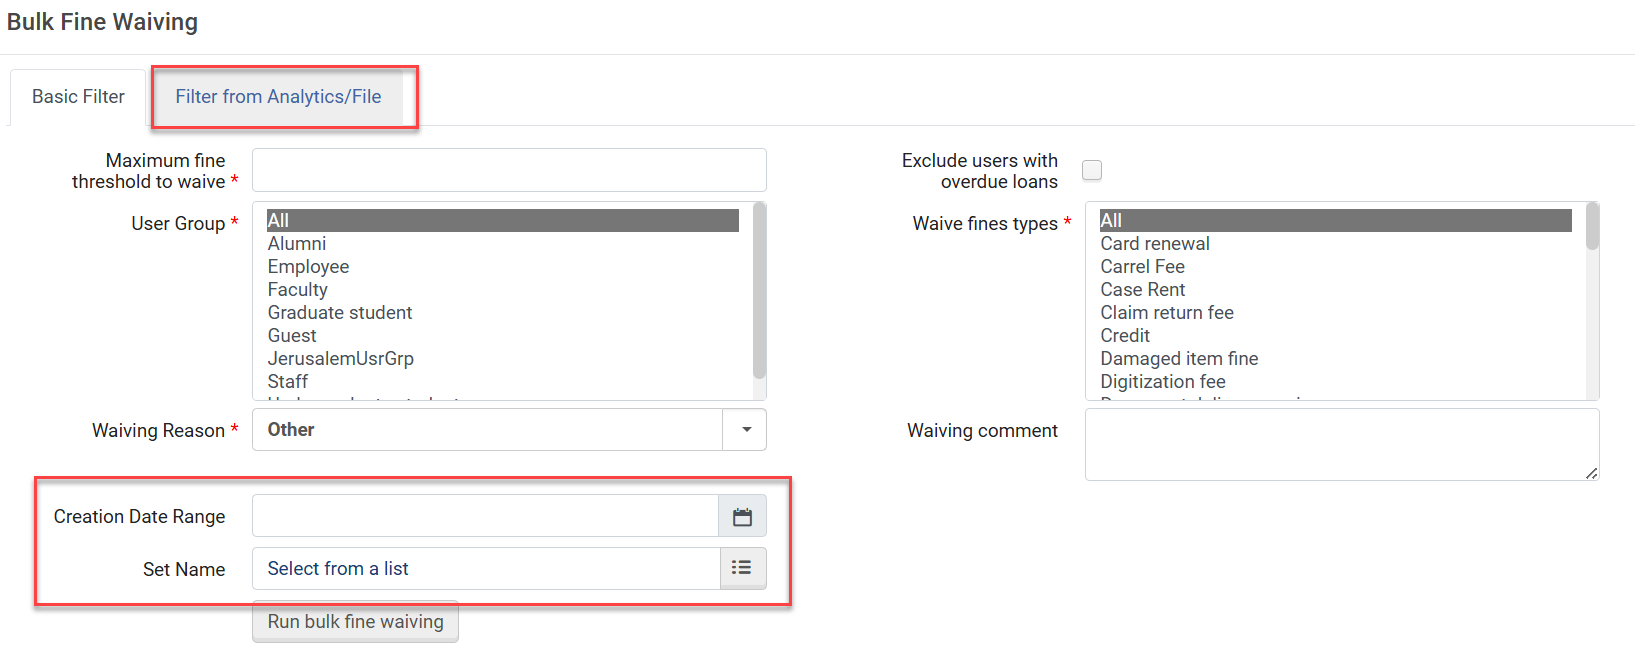 Bulk Fine Waiving
Basic Filter
Filter from Analytics/File
Maximum fine
threshold to waive *
Exclude users with
overdue loans
User Group *
All
Alumni
Employee
Faculty
Graduate student
Guest
JerusalemUsrGrp
Staff
Waive fines types *
All
Card renewal
Carrel Fee
Case Rent
Claim return fee
Credit
Damaged item fine
Digitization fee
Waiving Reason *
Other
Waiving comment
Creation Date Range
Set Name
Select from a list
Run bulk fine waiving